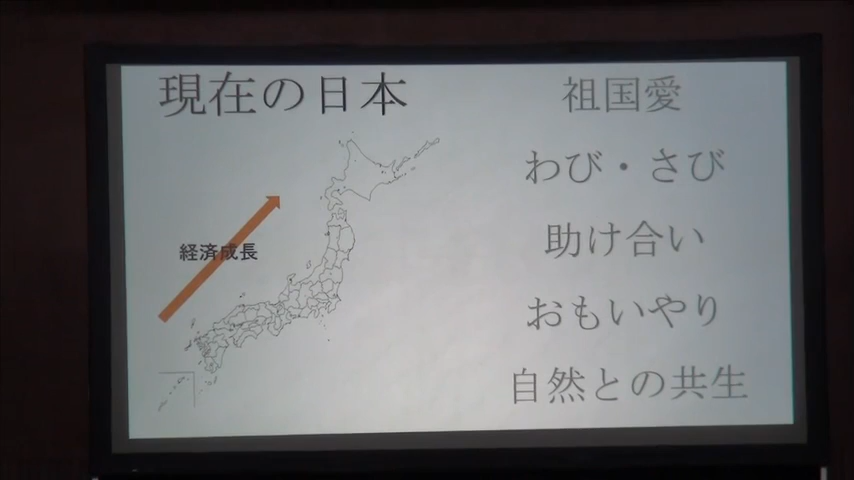 現在の日本
経済成長
祖国愛
わび・さび
助け合い
おもいやり
自然との共生